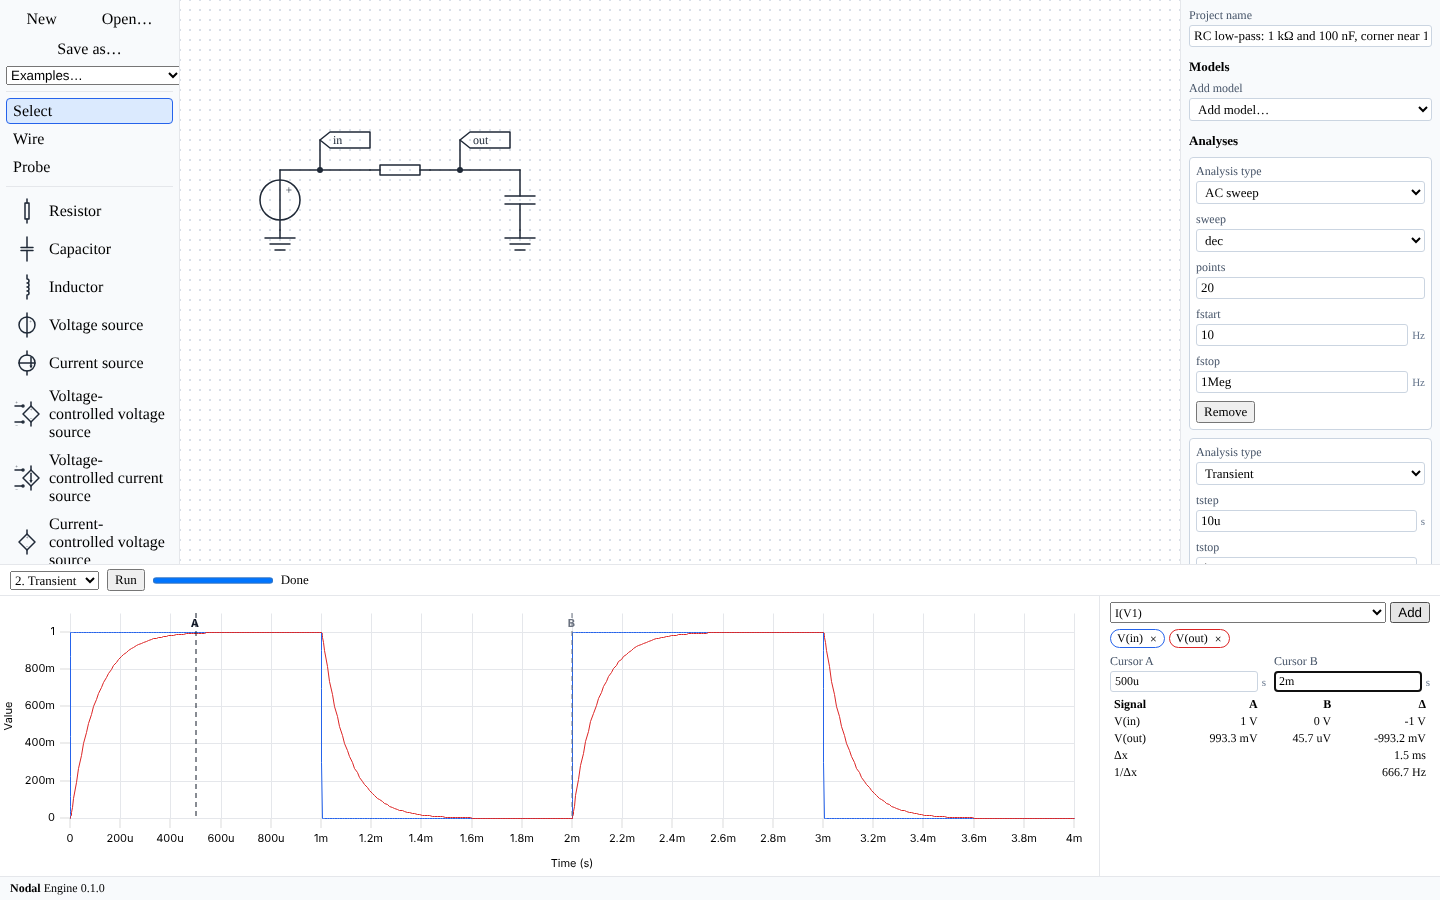 New Open…
Save as…
Examples…
Select
Wire
Probe
Resistor
Capacitor
Inductor
Voltage source
Current source
Voltage-
controlled voltage
source
Voltage-
controlled current
source
Current-
controlled voltage
source
in
out
+
Project name
RC low-pass: 1 kΩ and 100 nF, corner near 1
Models
Add model
Add model…
Analyses
Analysis type
AC sweep
sweep
dec
points
20
fstart
10 Hz
fstop
1Meg Hz
Remove
Analysis type
Transient
tstep
10u s
tstop
2. Transient Run Done
A
B
Value
1
800m
600m
400m
200m
0
0 200u 400u 600u 800u 1m 1.2m 1.4m 1.6m 1.8m 2m 2.2m 2.4m 2.6m 2.8m 3m 3.2m 3.4m 3.6m 3.8m 4m
Time (s)
I(V1) Add
V(in) × V(out) ×
Cursor A Cursor B
500u s 2m s
Signal A B Δ
V(in) 1 V 0 V -1 V
V(out) 993.3 mV 45.7 uV -993.2 mV
Δx 1.5 ms
1/Δx 666.7 Hz
Nodal Engine 0.1.0